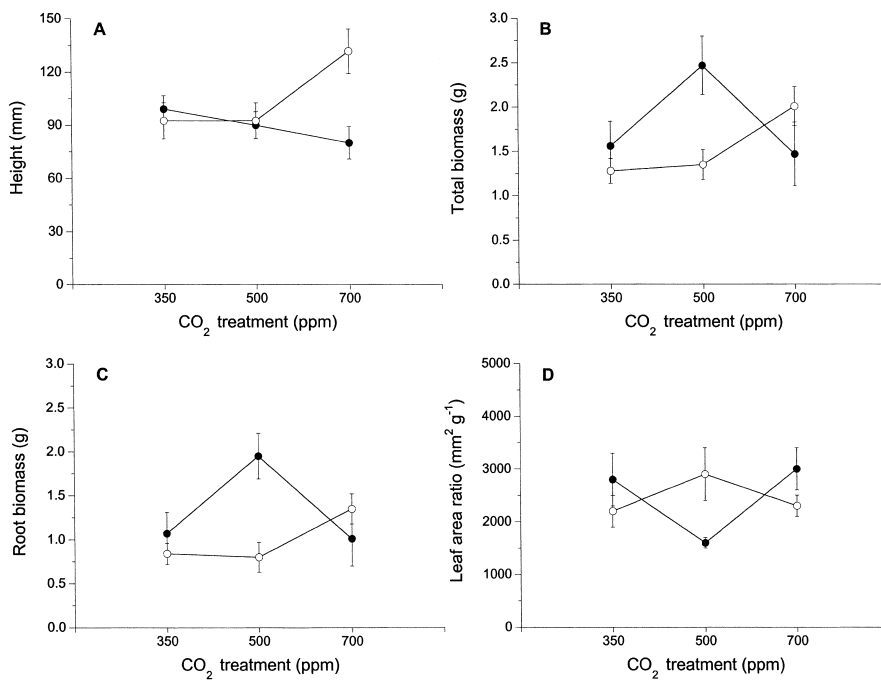 A
Height (mm)
150
120
90
60
30
0
350 500 700
CO2 treatment (ppm)
B
Total biomass (g)
3.0
2.5
2.0
1.5
1.0
0.5
0.0
350 500 700
CO2 treatment (ppm)
C
Root biomass (g)
3.0
2.5
2.0
1.5
1.0
0.5
0.0
350 500 700
CO2 treatment (ppm)
D
Leaf area ratio (mm² g⁻¹)
5000
4000
3000
2000
1000
0
350 500 700
CO2 treatment (ppm)